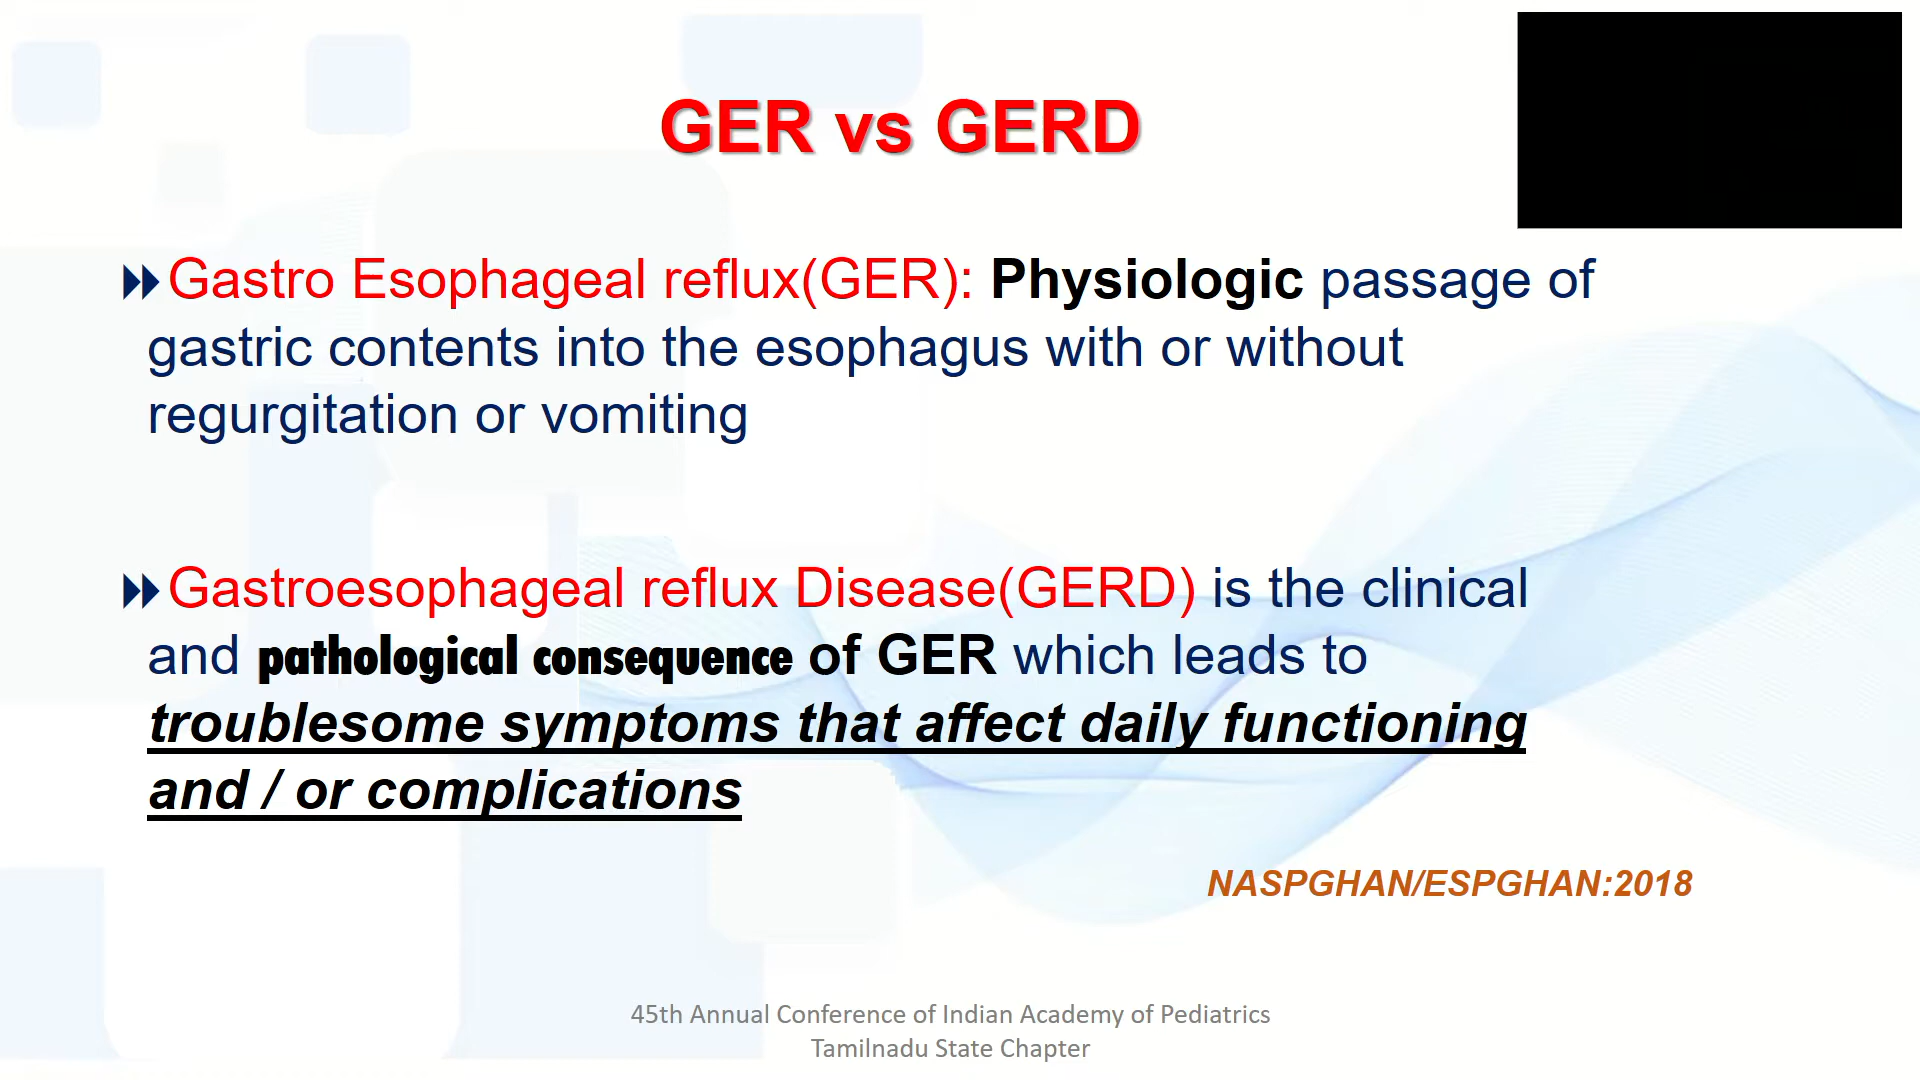 GER vs GERD
Gastro Esophageal reflux(GER): Physiologic passage of
gastric contents into the esophagus with or without
regurgitation or vomiting
Gastroesophageal reflux Disease(GERD) is the clinical
and pathological consequence of GER which leads to
troublesome symptoms that affect daily functioning
and / or complications
NASPGHAN/ESPGHAN:2018
45th Annual Conference of Indian Academy of Pediatrics
Tamilnadu State Chapter